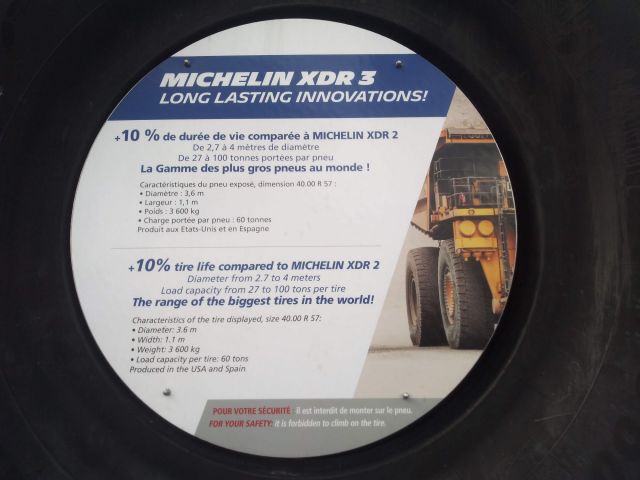 MICHELIN XDR 3
LONG LASTING INNOVATIONS!
+10 % de durée de vie comparée à MICHELIN XDR 2
De 2,7 à 4 mètres de diamètre
De 27 à 100 tonnes portées par pneu
La Gamme des plus gros pneus au monde !
Caractéristiques du pneu exposé, dimension 40.00 R 57 :
• Diamètre : 3,6 m
• Largeur : 1,1 m
• Poids : 3 600 kg
• Charge portée par pneu : 60 tonnes
Produit aux Etats-Unis et en Espagne
+10% tire life compared to MICHELIN XDR 2
Diameter from 2.7 to 4 meters
Load capacity from 27 to 100 tons per tire
The range of the biggest tires in the world!
Characteristics of the tire displayed, size 40.00 R 57:
• Diameter: 3.6 m
• Width: 1.1 m
• Weight: 3 600 kg
• Load capacity per tire: 60 tons
Produced in the USA and Spain
POUR VOTRE SÉCURITÉ : il est interdit de monter sur le pneu.
FOR YOUR SAFETY: it is forbidden to climb on the tire.